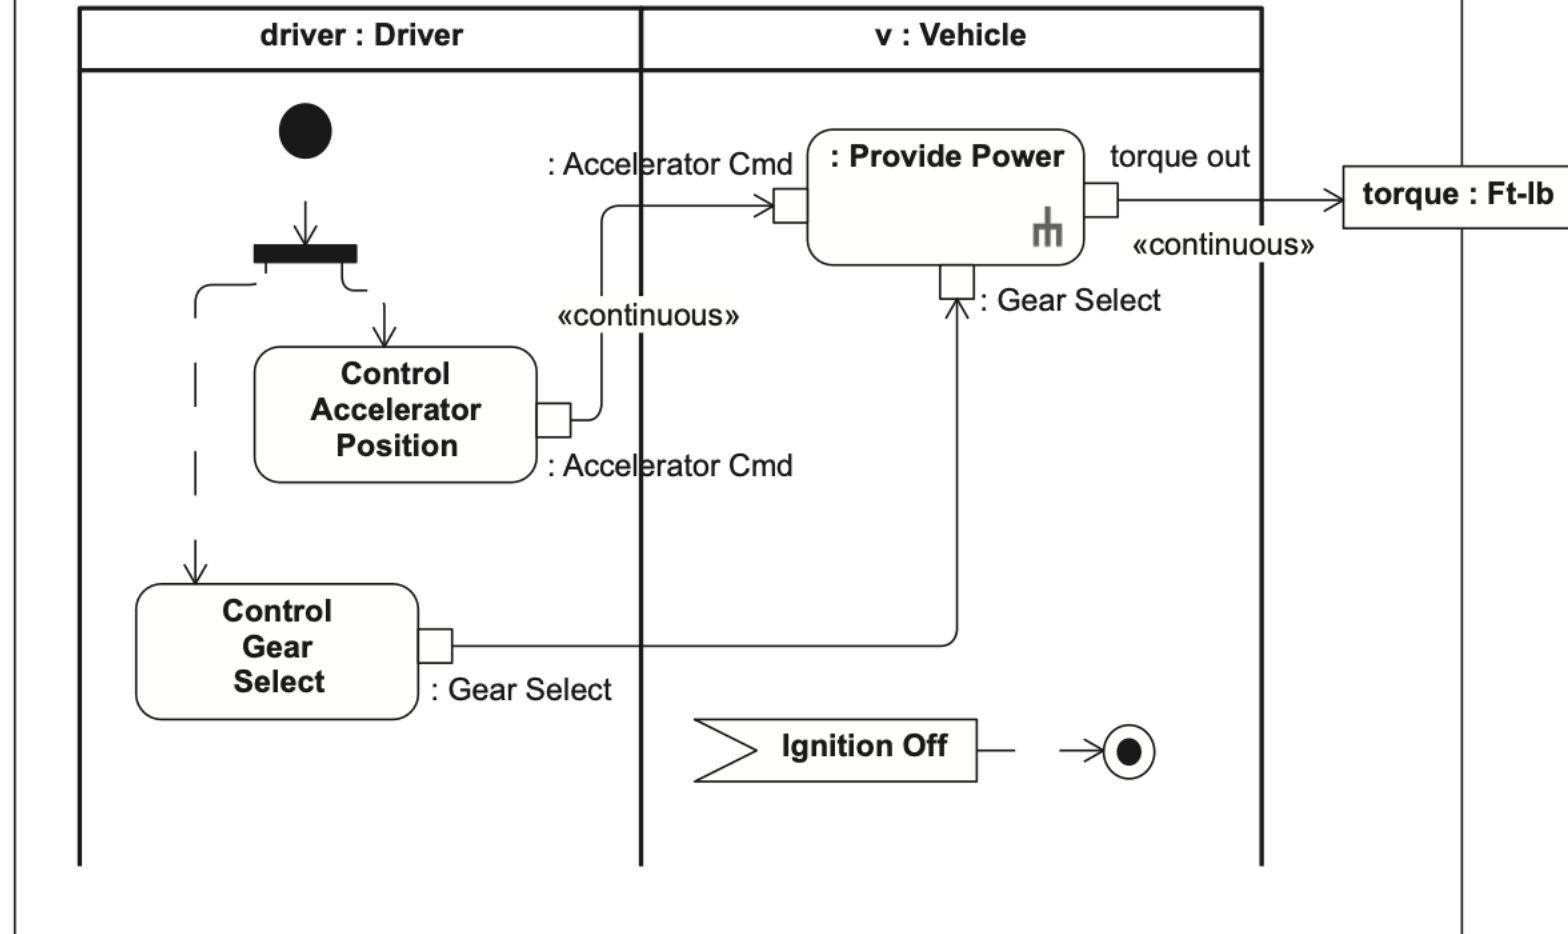 driver : Driver
v : Vehicle
: Accelerator Cmd
: Provide Power
torque out
torque : Ft-lb
«continuous»
: Gear Select
«continuous»
Control
Accelerator
Position
: Accelerator Cmd
Control
Gear
Select
: Gear Select
Ignition Off